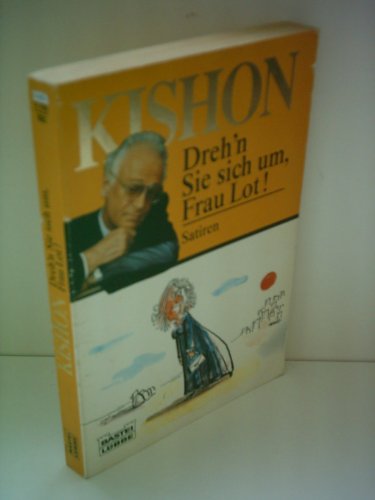 KISHON
Dreh'n
Sie sich um,
Frau Lot!
Satiren
BASTEI
LÜBBE
Dreh'n Sie sich um,
Frau Lot!
KISHON